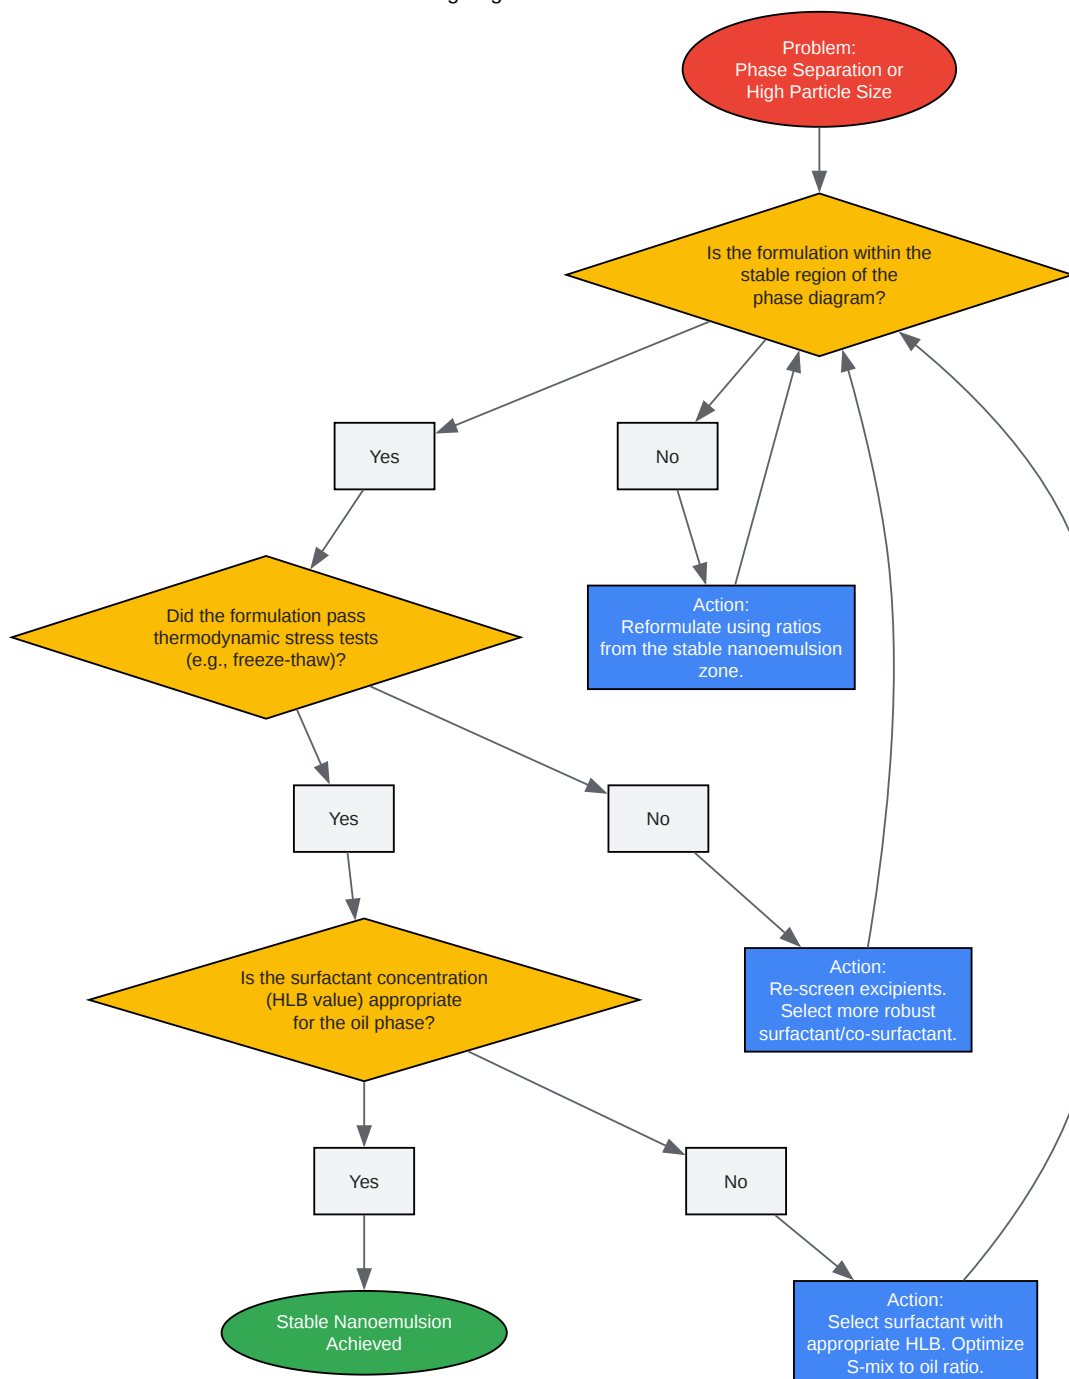 Problem:
Phase Separation or
High Particle Size
Is the formulation within the
stable region of the
phase diagram?
Yes
No
Did the formulation pass
thermodynamic stress tests
(e.g., freeze-thaw)?
Action:
Reformulate using ratios
from the stable nanoemulsion
zone.
Yes
No
Is the surfactant concentration
(HLB value) appropriate
for the oil phase?
Action:
Re-screen excipients.
Select more robust
surfactant/co-surfactant.
Yes
No
Stable Nanoemulsion
Achieved
Action:
Select surfactant with
appropriate HLB. Optimize
S-mix to oil ratio.